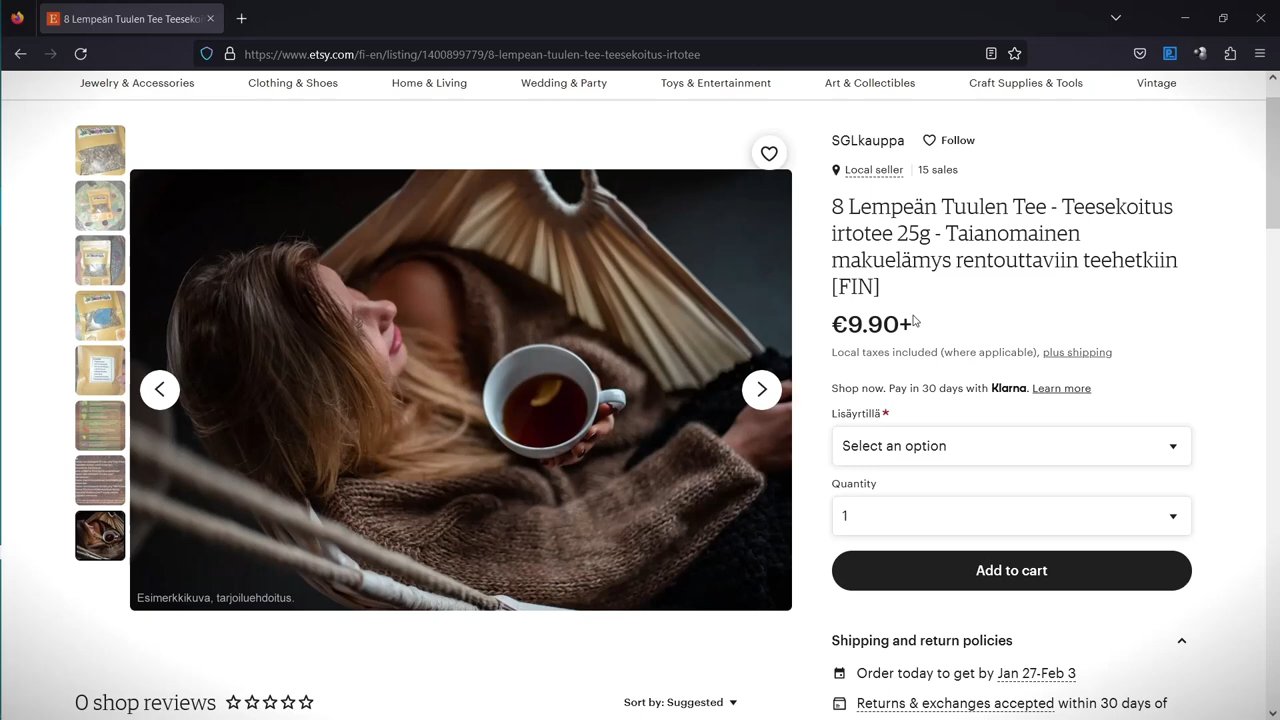 8 Lempeän Tuulen Tee Teeseko
https://www.etsy.com/fi-en/listing/1400899779/8-lempean-tuulen-tee-teesekoitus-irtotee
Jewelry & Accessories
Clothing & Shoes
Home & Living
Wedding & Party
Toys & Entertainment
Art & Collectibles
Craft Supplies & Tools
Vintage
SGLkauppa
Follow
Local seller
15 sales
8 Lempeän Tuulen Tee - Teesekoitus
irtotee 25g - Taianomainen
makuelämys rentouttaviin teehetkiin
[FIN]
€9.90+
Local taxes included (where applicable), plus shipping
Shop now. Pay in 30 days with Klarna. Learn more
Lisäyrtillä*
Select an option
Quantity
1
Add to cart
Esimerkkikuva, tarjoiluehdoitus.
Shipping and return policies
Order today to get by Jan 27-Feb 3
Returns & exchanges accepted within 30 days of
0 shop reviews
Sort by: Suggested